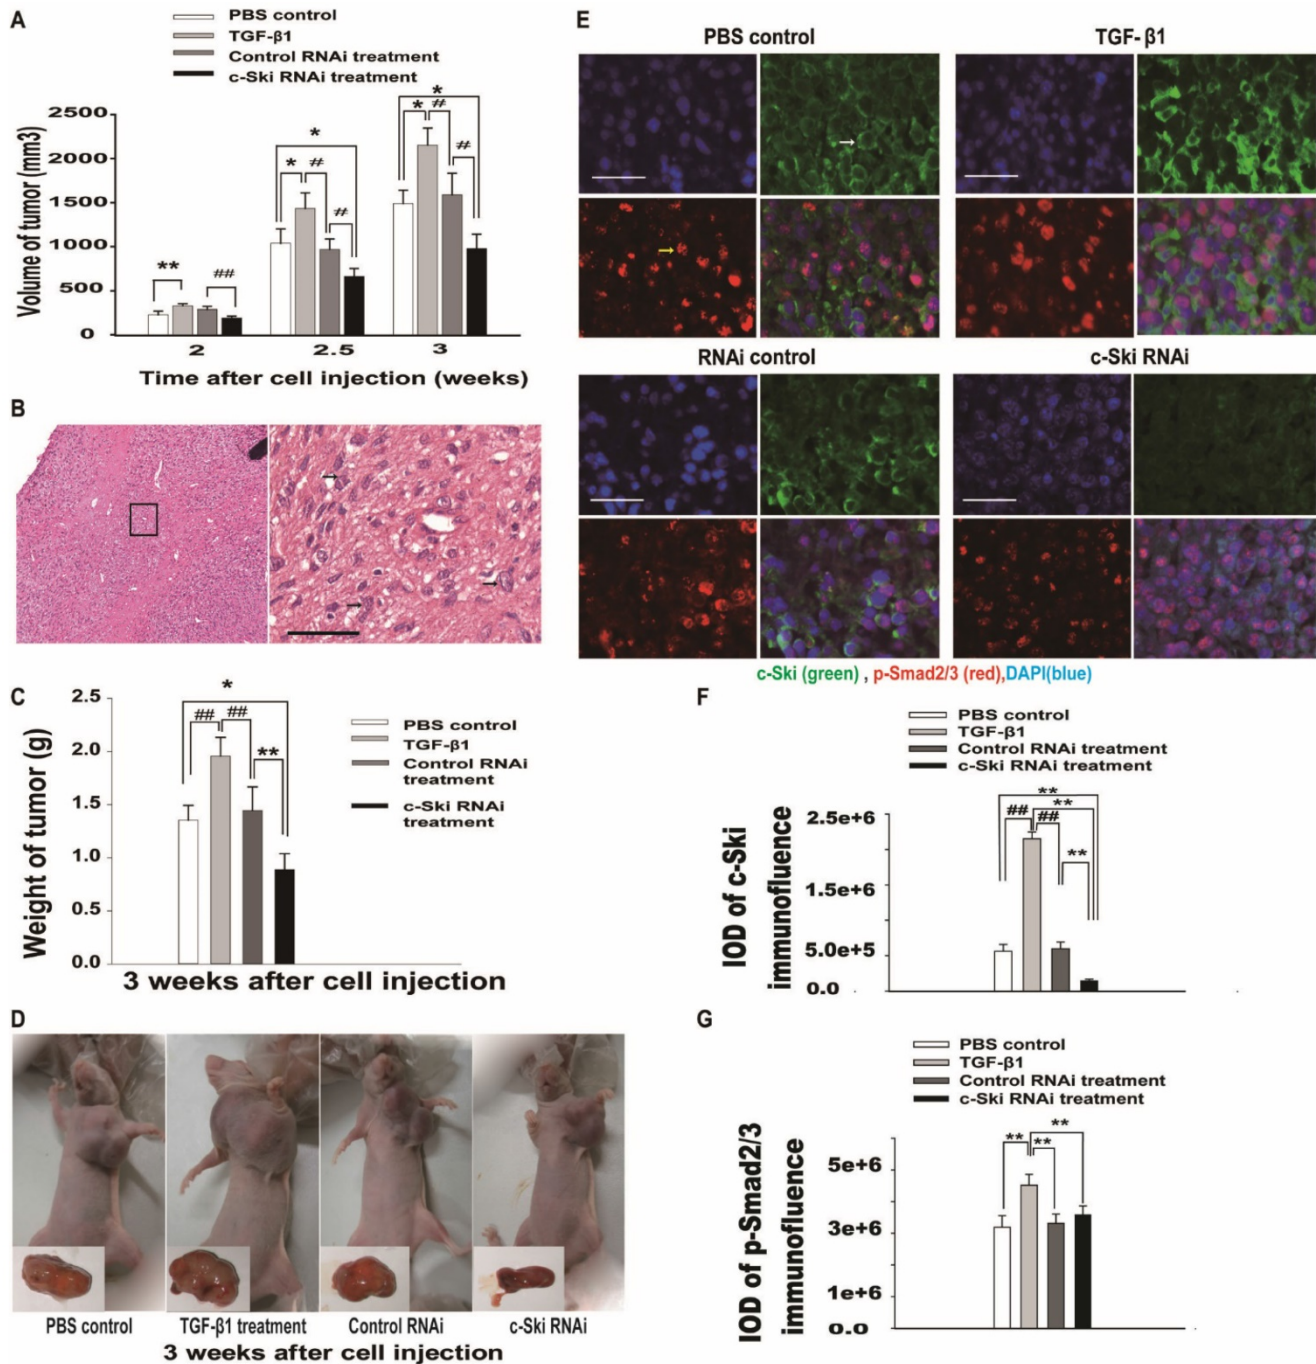 A
PBS control
TGF-β1
Control RNAi treatment
c-Ski RNAi treatment
Volume of tumor (mm3)
2500
2000
1500
1000
500
0
** ## * * # # * * # #
2 2.5 3
Time after cell injection (weeks)
B
C
Weight of tumor (g)
2.5
2.0
1.5
1.0
0.5
0.0
*
## ##
**
PBS control
TGF-β1
Control RNAi
treatment
c-Ski RNAi
treatment
3 weeks after cell injection
D
PBS control TGF-β1 treatment Control RNAi c-Ski RNAi
3 weeks after cell injection
E
PBS control TGF- β1
RNAi control c-Ski RNAi
c-Ski (green) , p-Smad2/3 (red),DAPI(blue)
F
PBS control
TGF-β1
Control RNAi treatment
c-Ski RNAi treatment
IOD of c-Ski
immunofluence
2.5e+6
1.5e+6
5.0e+5
0.0
**
## **
##
**
G
PBS control
TGF-β1
Control RNAi treatment
c-Ski RNAi treatment
IOD of p-Smad2/3
immunofluence
5e+6
3e+6
1e+6
0.0
**
** **